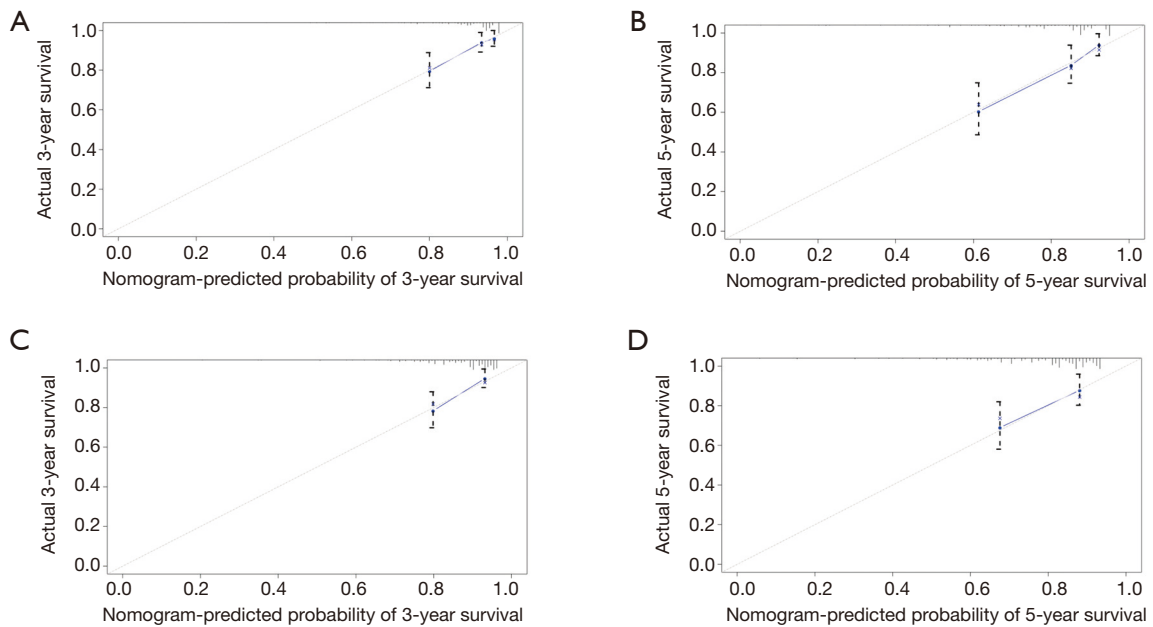 A
Actual 3-year survival
1.0
0.8
0.6
0.4
0.2
0.0
0.0 0.2 0.4 0.6 0.8 1.0
Nomogram-predicted probability of 3-year survival
B
Actual 5-year survival
1.0
0.8
0.6
0.4
0.2
0.0
0.0 0.2 0.4 0.6 0.8 1.0
Nomogram-predicted probability of 5-year survival
C
Actual 3-year survival
1.0
0.8
0.6
0.4
0.2
0.0
0.0 0.2 0.4 0.6 0.8 1.0
Nomogram-predicted probability of 3-year survival
D
Actual 5-year survival
1.0
0.8
0.6
0.4
0.2
0.0
0.0 0.2 0.4 0.6 0.8 1.0
Nomogram-predicted probability of 5-year survival